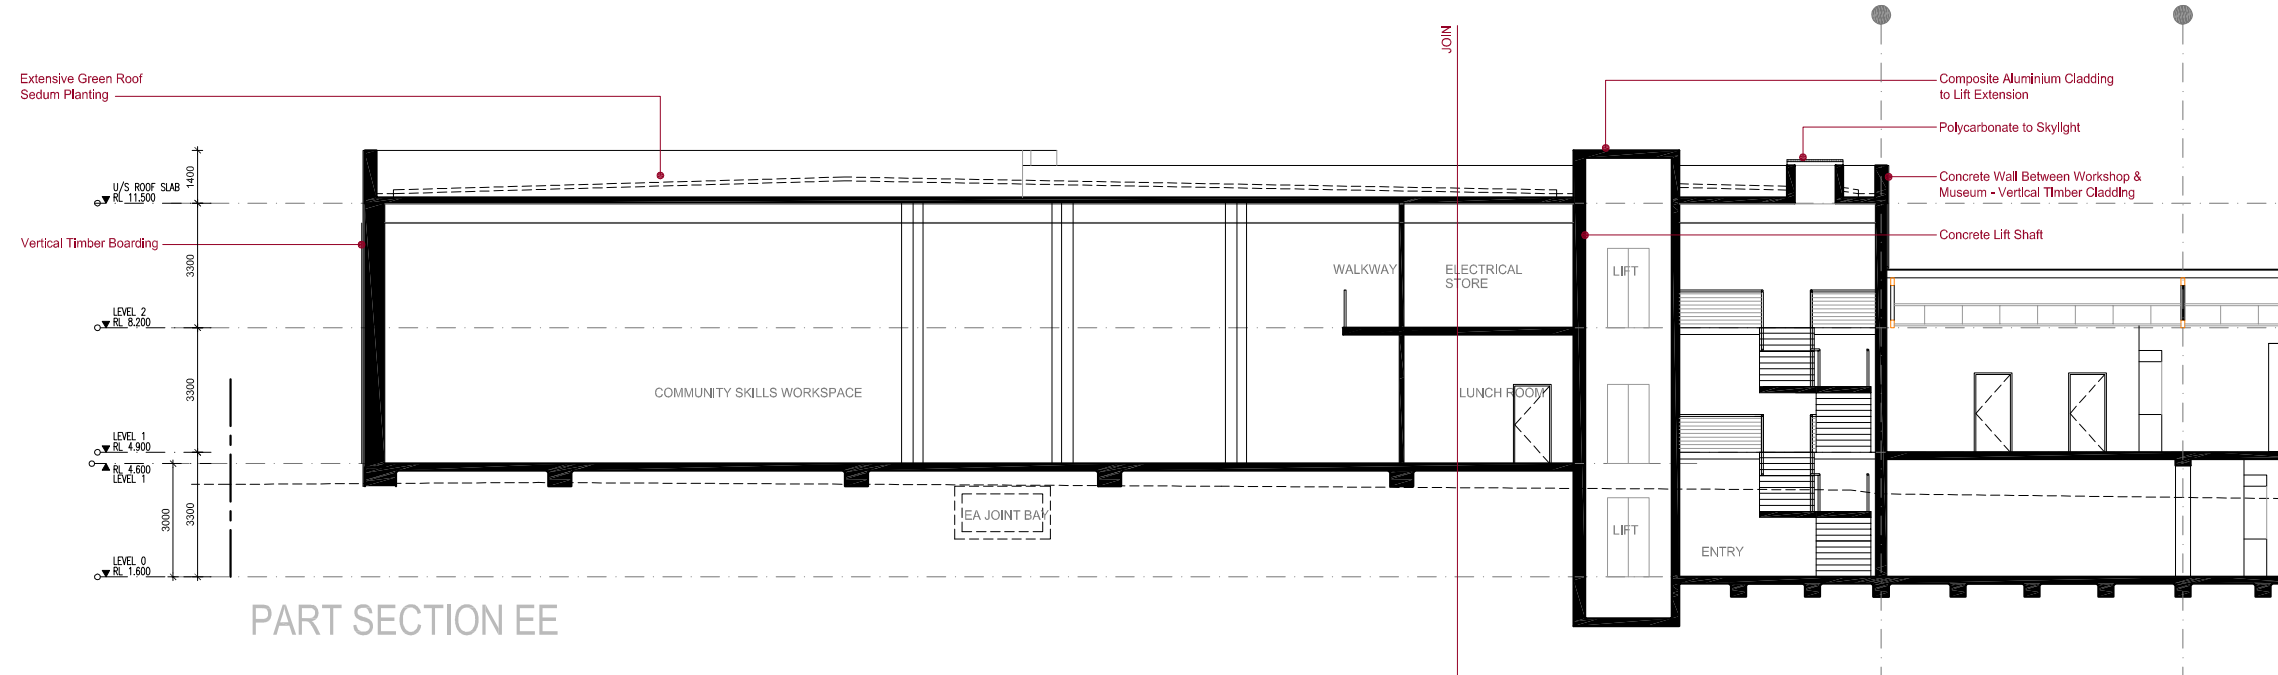 JOIN
Extensive Green Roof
Sedum Planting
Composite Aluminium Cladding
to Lift Extension
Polycarbonate to Skylight
Concrete Wall Between Workshop &
Museum - Vertical Timber Cladding
Concrete Lift Shaft
Vertical Timber Boarding
1400
U/S ROOF SLAB
RL 11.500
3300
LEVEL 2
RL 8.200
3300
LEVEL 1
RL 4.900
RL 4.600
LEVEL 1
3000
3300
LEVEL 0
RL 1.600
WALKWAY
ELECTRICAL
STORE
LIFT
COMMUNITY SKILLS WORKSPACE
LUNCH ROOM
EA JOINT BAY
LIFT
ENTRY
PART SECTION EE